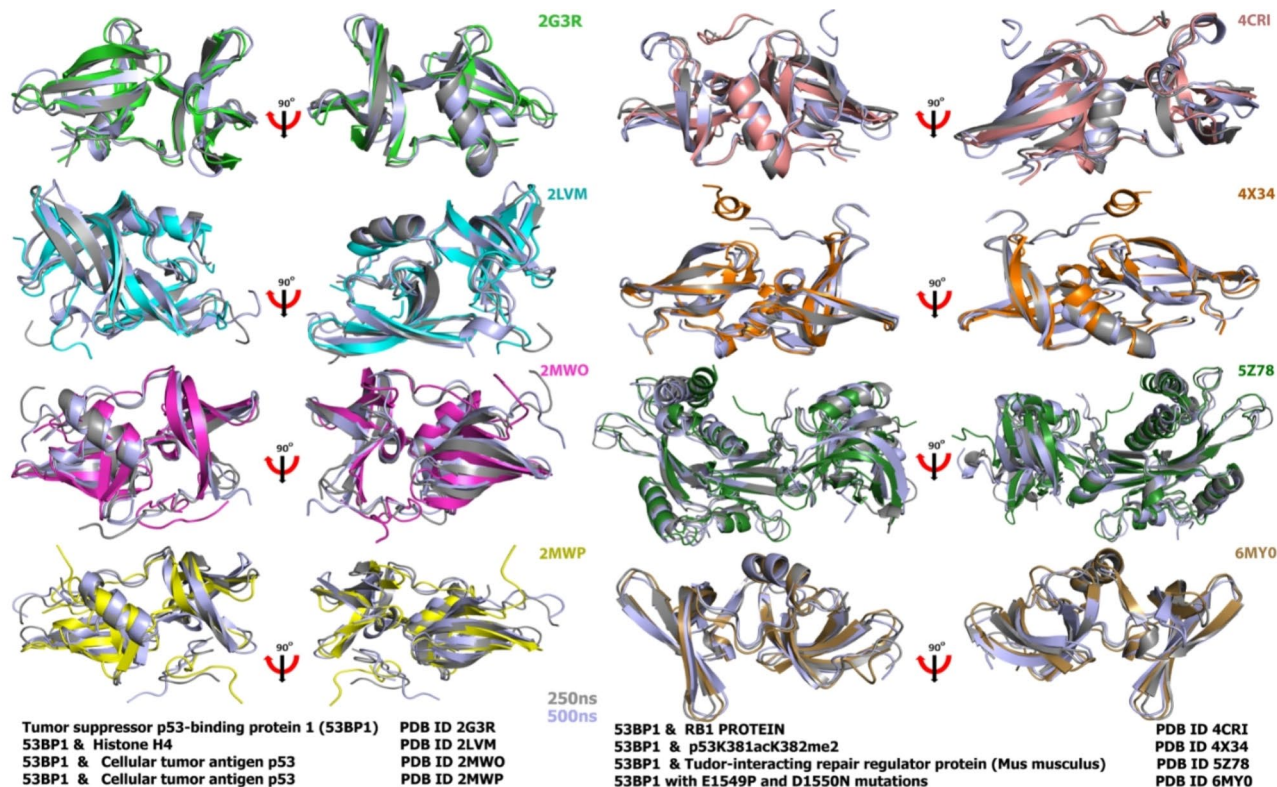 2G3R
90°
2LVM
90°
2MWO
90°
2MWP
90°
4CRI
90°
4X34
90°
5Z78
90°
6MY0
90°
250ns
500ns
Tumor suppressor p53-binding protein 1 (53BP1) PDB ID 2G3R
53BP1 & Histone H4 PDB ID 2LVM
53BP1 & Cellular tumor antigen p53 PDB ID 2MWO
53BP1 & Cellular tumor antigen p53 PDB ID 2MWP
53BP1 & RB1 PROTEIN PDB ID 4CRI
53BP1 & p53K381acK382me2 PDB ID 4X34
53BP1 & Tudor-interacting repair regulator protein (Mus musculus) PDB ID 5Z78
53BP1 with E1549P and D1550N mutations PDB ID 6MY0